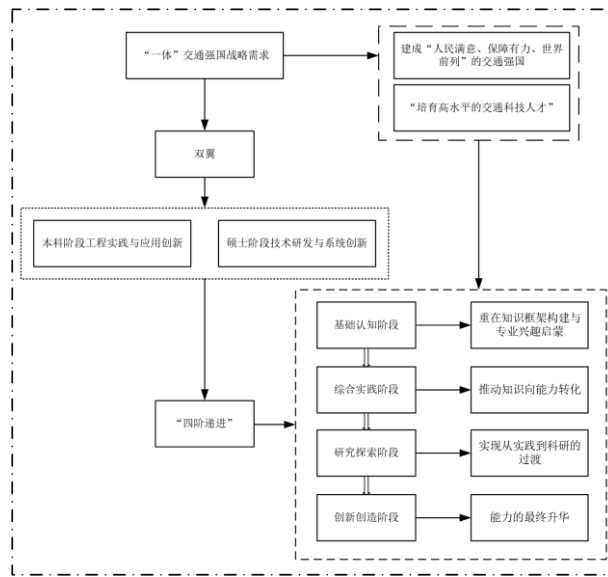 “一体”交通强国战略需求
建成“人民满意、保障有力、世界
前列”的交通强国
“培育高水平的交通科技人才”
双翼
本科阶段工程实践与应用创新
硕士阶段技术研发与系统创新
“四阶递进”
基础认知阶段
重在知识框架构建与
专业兴趣启蒙
综合实践阶段
推动知识向能力转化
研究探索阶段
实现从实践到科研的
过渡
创新创造阶段
能力的最终升华